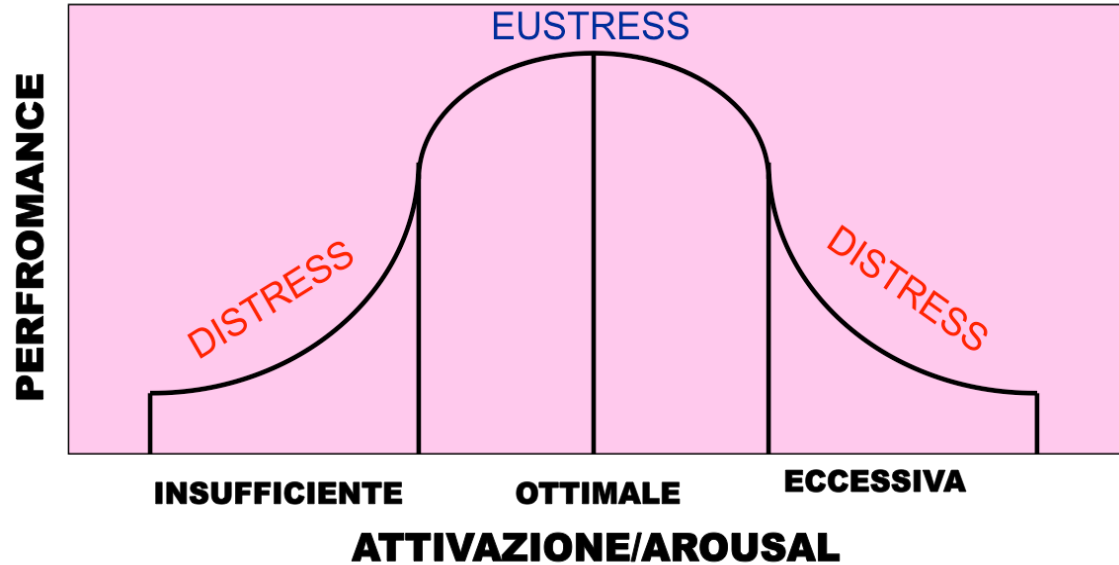 EUSTRESS
PERFROMANCE
DISTRESS
DISTRESS
INSUFFICIENTE
OTTIMALE
ECCESSIVA
ATTIVAZIONE/AROUSAL